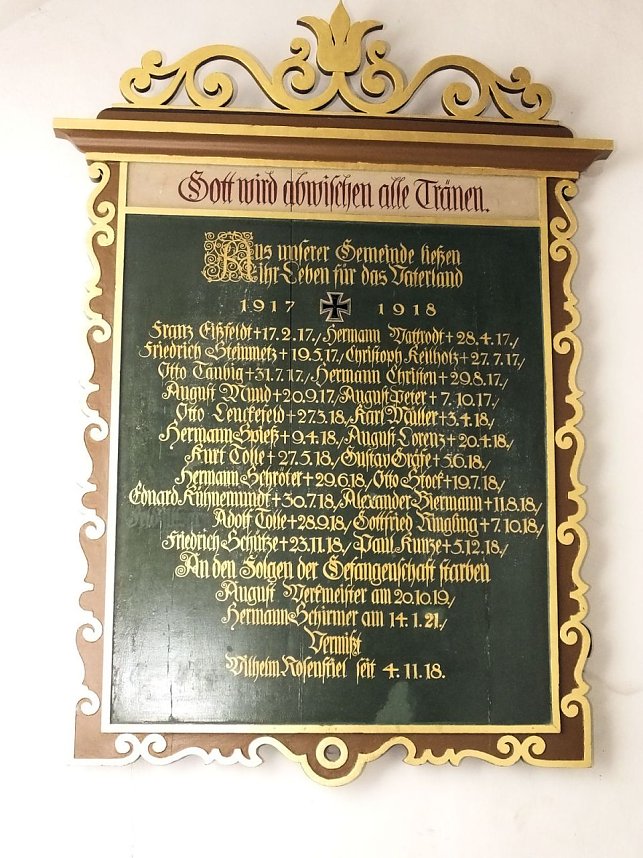 Gott wird abwischen alle Tränen.
Aus unserer Gemeinde ließen
ihr Leben für das Vaterland
1917 1918
Franz Eißfeldt + 17.2.17./ Hermann Vattrodt + 28.4.17./
Friedrich Steinmetz + 19.5.17./ Christoph Keilholz + 27.7.17./
Otto Taubig + 31.7.17./ Hermann Christen + 29.8.17./
August Mund + 20.9.17./ August Peter + 7.10.17./
Otto Leuckefeld + 27.3.18./ Karl Müller + 3.4.18./
Hermann Spieß + 9.4.18./ August Lorenz + 20.4.18./
Kurt Tolle + 27.5.18./ Gustav Gräfe + 5.6.18./
Hermann Schröter + 29.6.18./ Otto Stock + 19.7.18./
Eduard Kühnemundt + 30.7.18./ Alexander Biermann + 11.8.18./
Adolf Tolle + 28.9.18./ Gottfried Ringling + 7.10.18./
Friedrich Schütze + 23.11.18./ Paul Kunze + 5.12.18./
An den Folgen der Gefangenschaft starben
August Werkmeister am 20.10.19./
Hermann Schirmer am 14.1.21./
Vermißt
Wilhelm Rosenstiel seit 4.11.18.